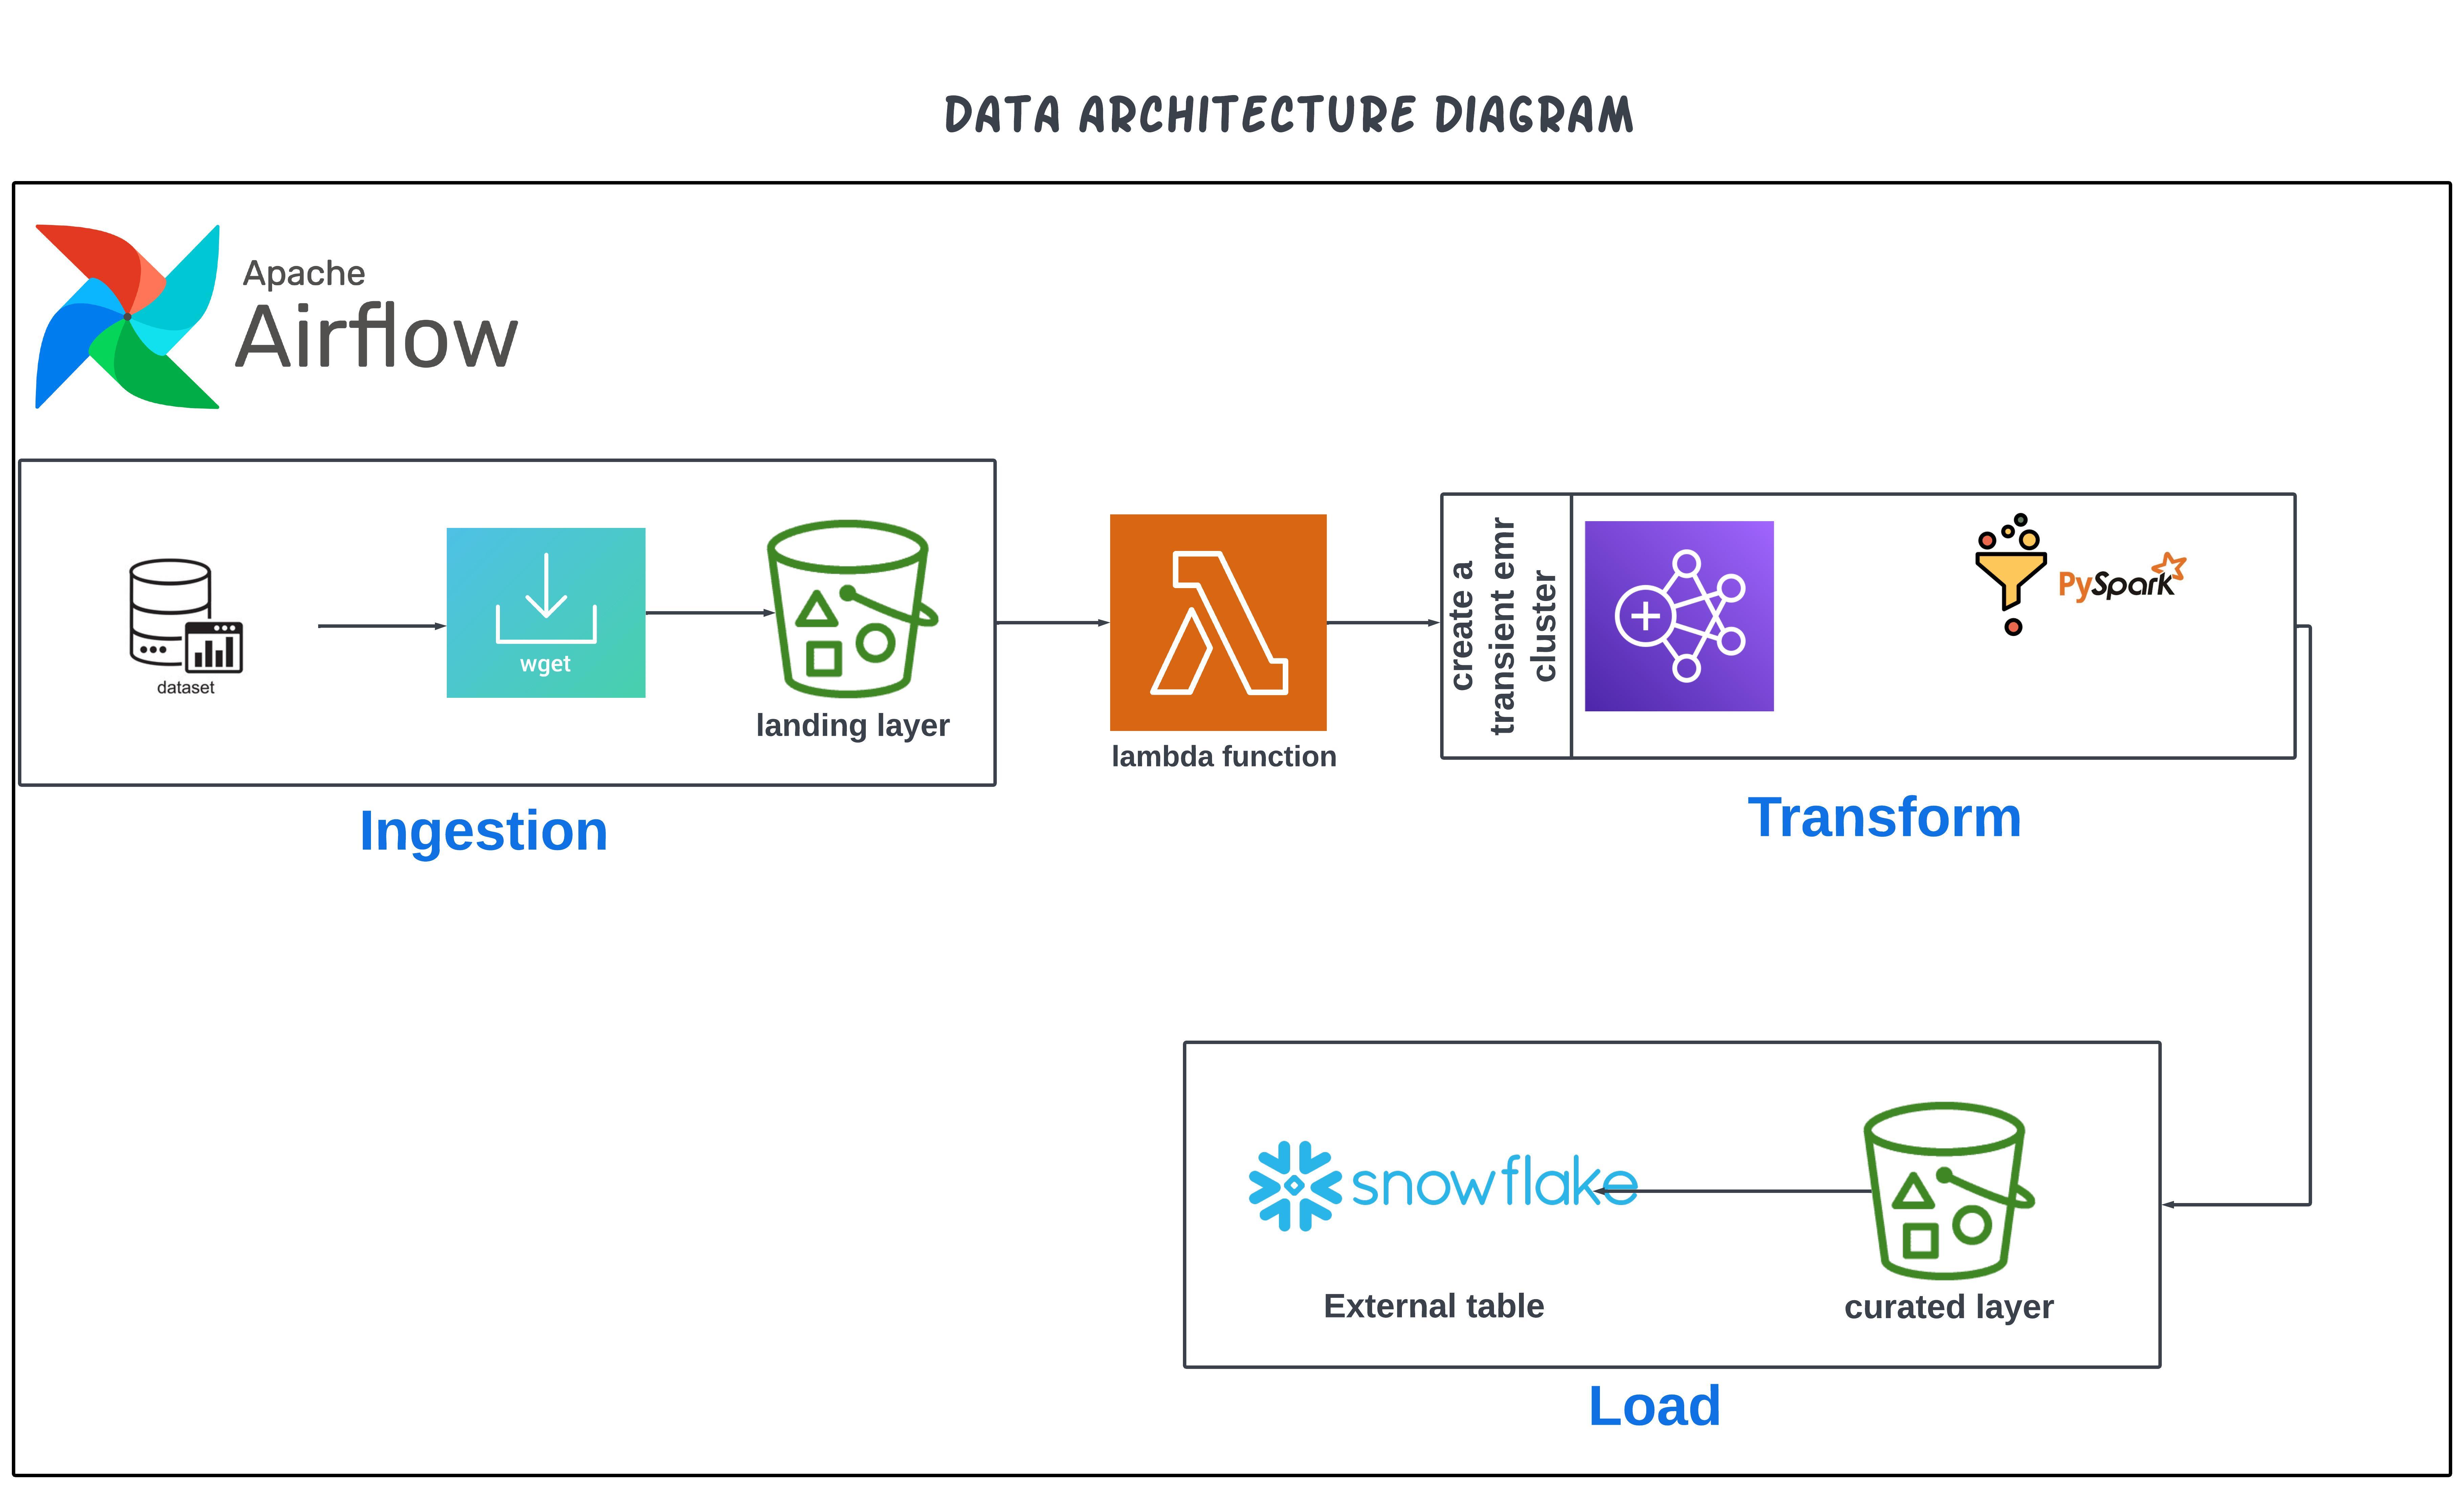 DATA ARCHITECTURE DIAGRAM
Apache
Airflow
dataset
wget
landing layer
Ingestion
lambda function
create a
transient emr
cluster
PySpark
Transform
snowflake
External table
curated layer
Load